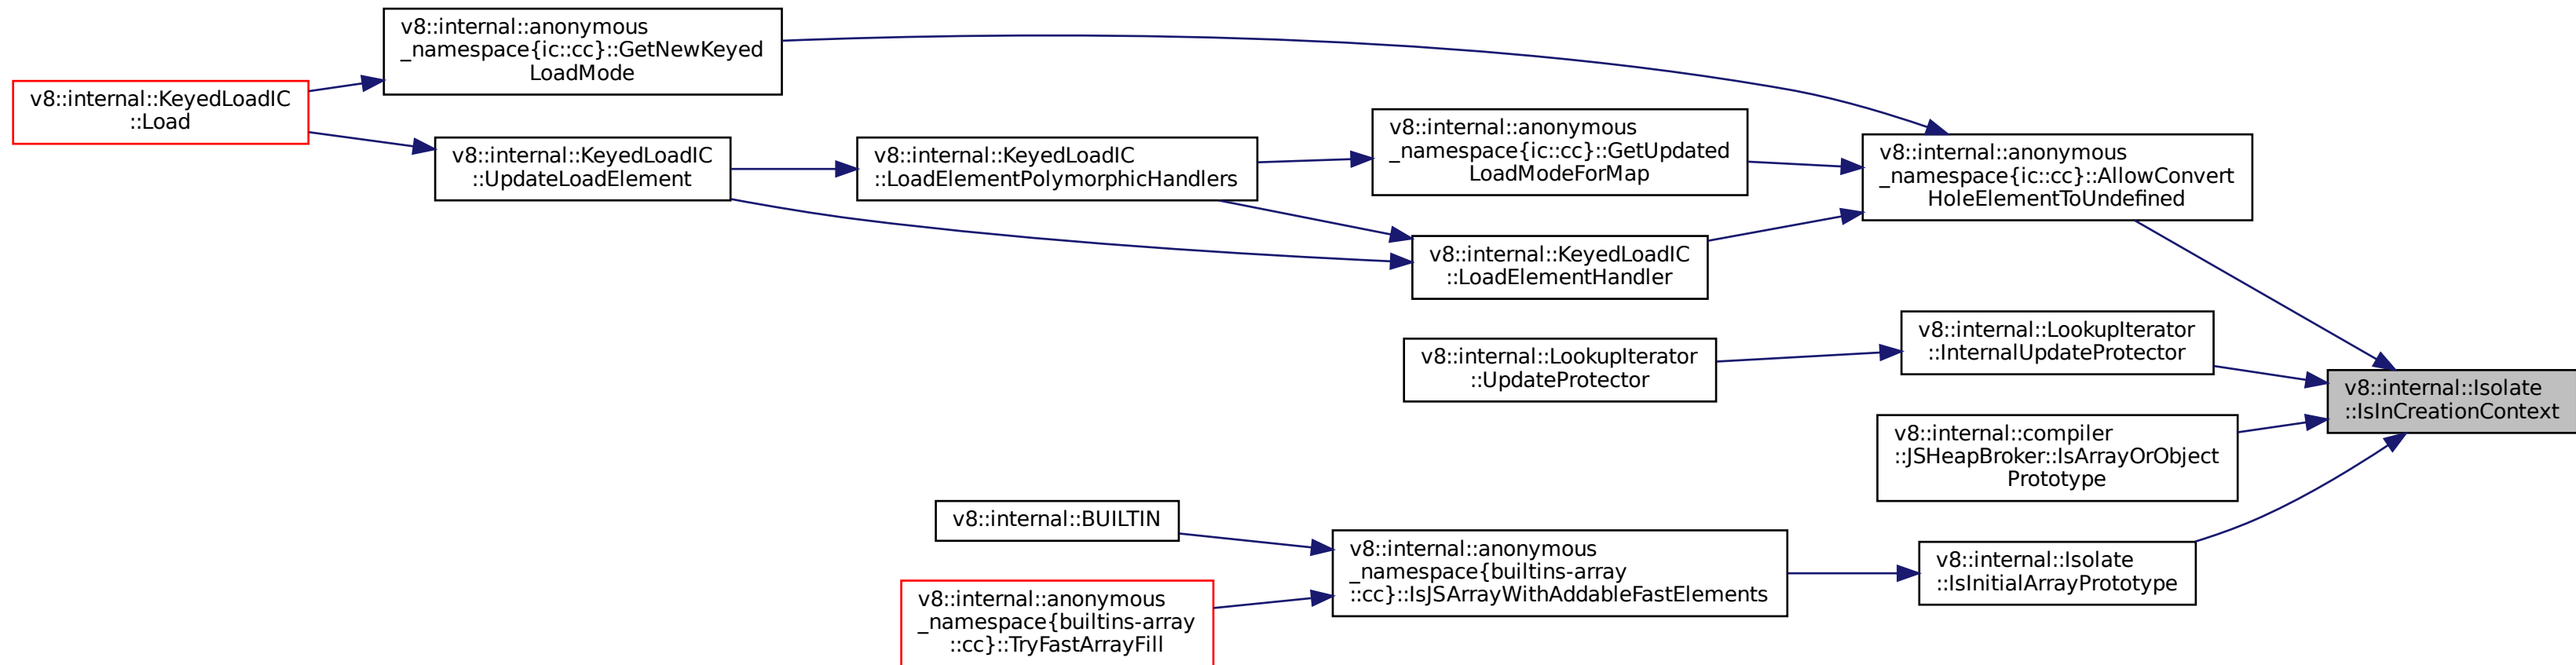 v8::internal::anonymous
_namespace{ic::cc}::GetNewKeyed
LoadMode
v8::internal::KeyedLoadIC
::Load
v8::internal::KeyedLoadIC
::UpdateLoadElement
v8::internal::KeyedLoadIC
::LoadElementPolymorphicHandlers
v8::internal::anonymous
_namespace{ic::cc}::GetUpdated
LoadModeForMap
v8::internal::anonymous
_namespace{ic::cc}::AllowConvert
HoleElementToUndefined
v8::internal::KeyedLoadIC
::LoadElementHandler
v8::internal::LookupIterator
::UpdateProtector
v8::internal::LookupIterator
::InternalUpdateProtector
v8::internal::Isolate
::IsInCreationContext
v8::internal::compiler
::JSHeapBroker::IsArrayOrObject
Prototype
v8::internal::BUILTIN
v8::internal::anonymous
_namespace{builtins-array
::cc}::TryFastArrayFill
v8::internal::anonymous
_namespace{builtins-array
::cc}::IsJSArrayWithAddableFastElements
v8::internal::Isolate
::IsInitialArrayPrototype